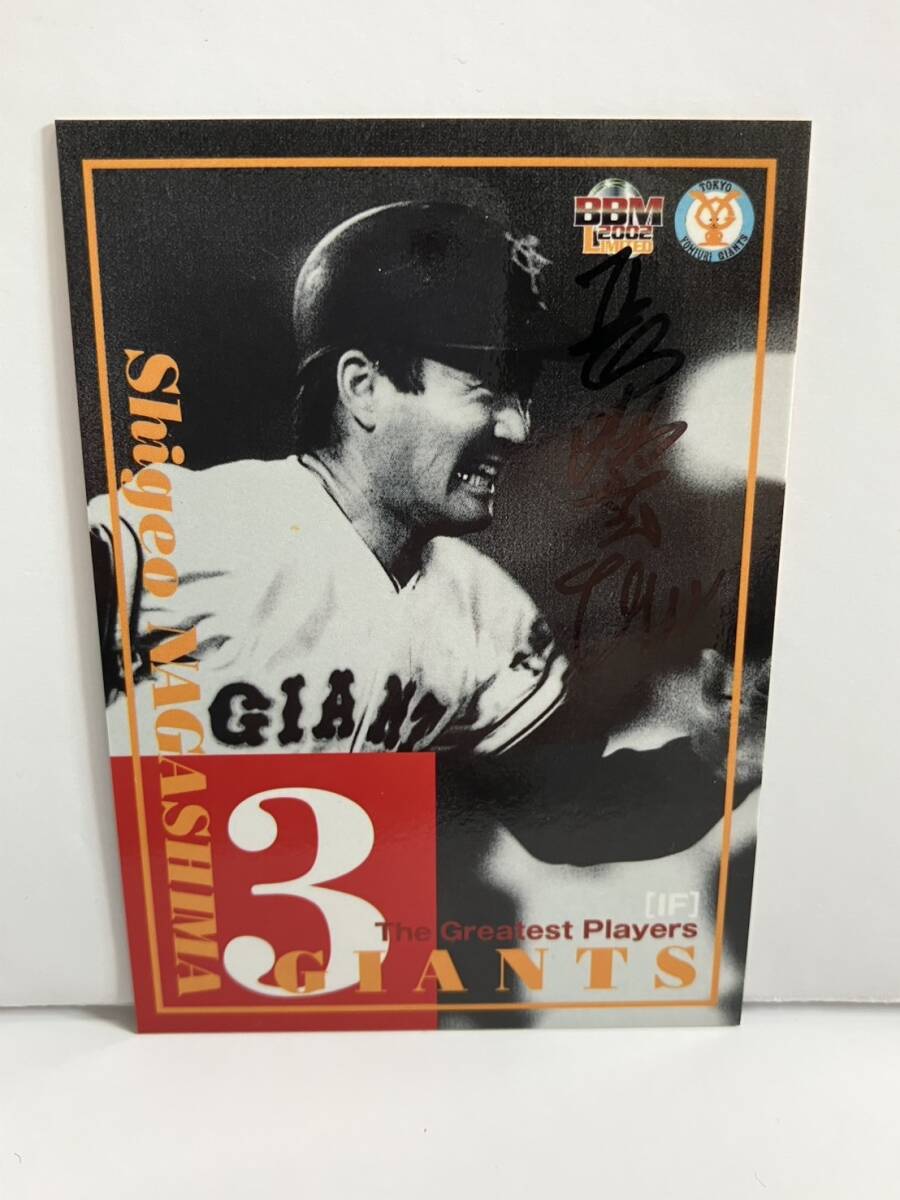 BBM
2002
LIMITED
TOKYO
YOMIURI GIANTS
Shigeo NAGASHIMA
GIANTS
3
[IF]
The Greatest Players
GIANTS